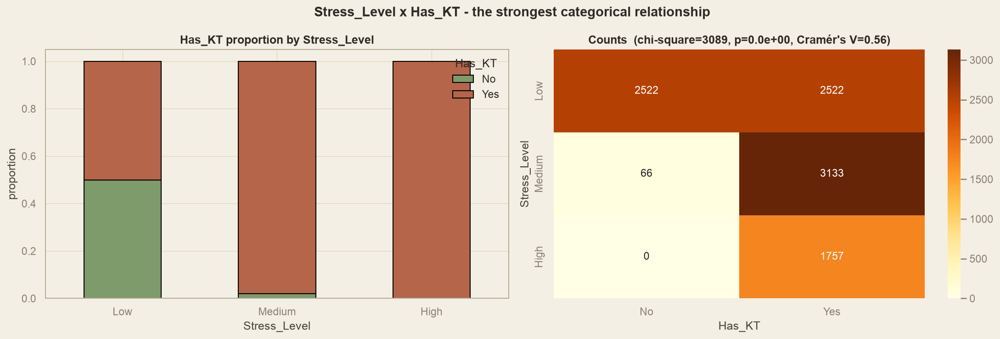 Stress_Level x Has_KT - the strongest categorical relationship
Has_KT proportion by Stress_Level
proportion
1.0
0.8
0.6
0.4
0.2
0.0
Low
Medium
High
Stress_Level
Has_KT
No
Yes
Counts  (chi-square=3089, p=0.0e+00, Cramér's V=0.56)
Stress_Level
Low
Medium
High
2522
2522
66
3133
0
1757
No
Yes
Has_KT
3000
2500
2000
1500
1000
500
0